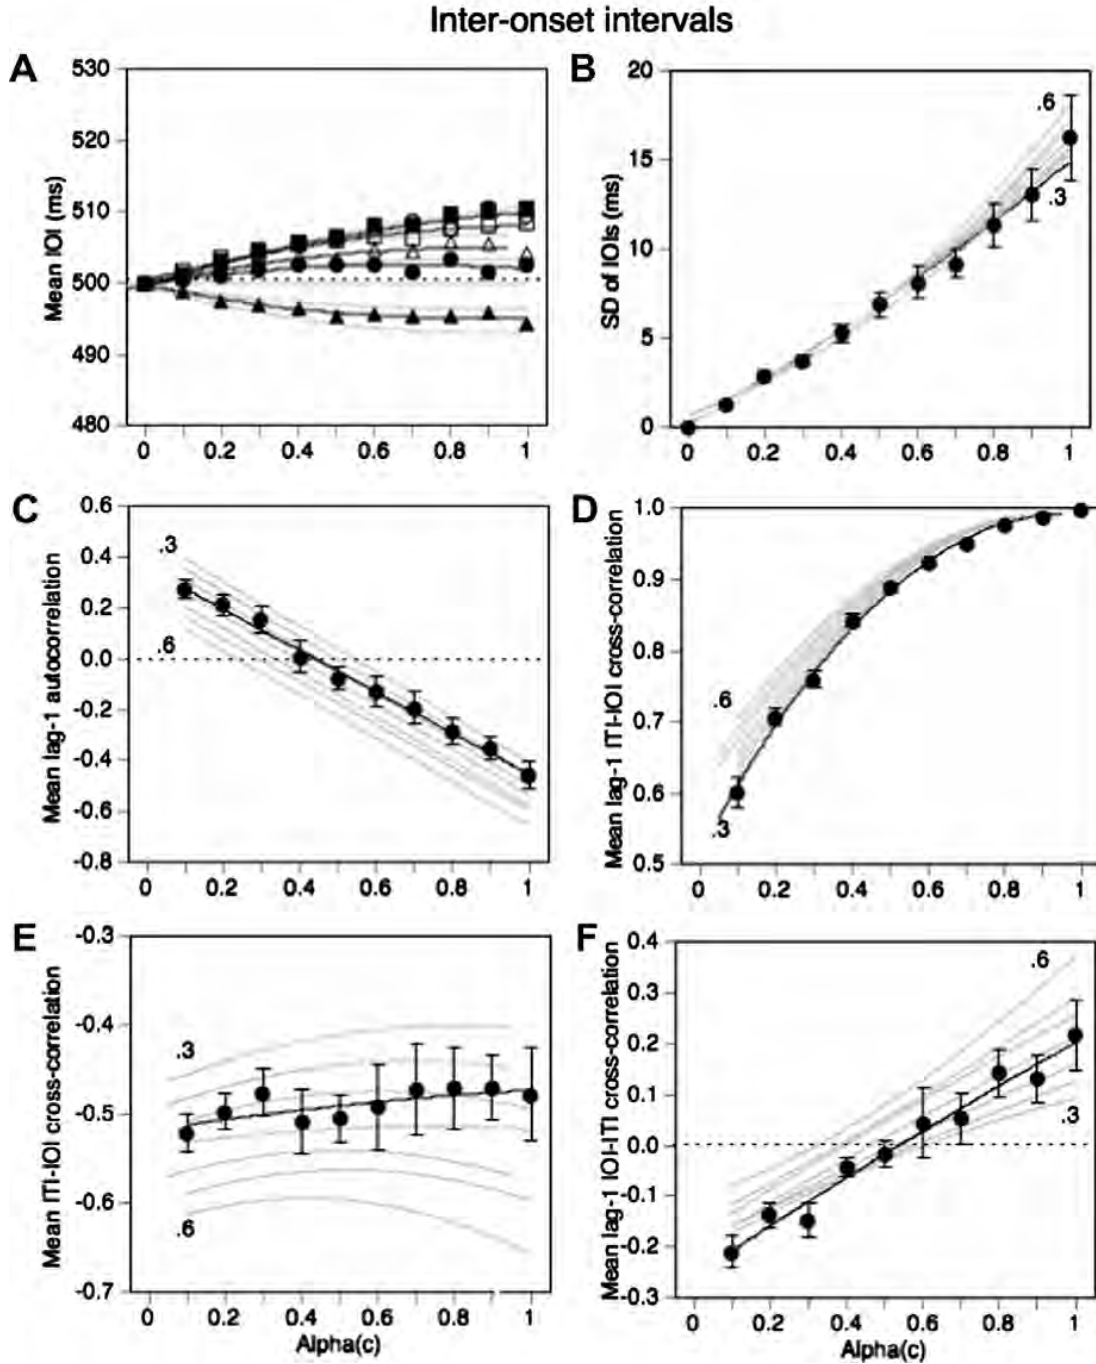 Inter-onset intervals
A
Mean IOI (ms)
530
520
510
500
490
480
0 0.2 0.4 0.6 0.8 1
B
SD of IOIs (ms)
20
15
10
5
0
.6
.3
0 0.2 0.4 0.6 0.8 1
C
Mean lag-1 autocorrelation
0.6
0.4
0.2
0.0
-0.2
-0.4
-0.6
-0.8
.3
.6
0 0.2 0.4 0.6 0.8 1
D
Mean lag-1 ITI-IOI cross-correlation
1.0
0.9
0.8
0.7
0.6
0.5
.6
.3
0 0.2 0.4 0.6 0.8 1
E
Mean ITI-IOI cross-correlation
-0.3
-0.4
-0.5
-0.6
-0.7
.3
.6
0 0.2 0.4 0.6 0.8 1
Alpha(c)
F
Mean lag-1 IOI-ITI cross-correlation
0.4
0.3
0.2
0.1
0.0
-0.1
-0.2
-0.3
.6
.3
0 0.2 0.4 0.6 0.8 1
Alpha(c)